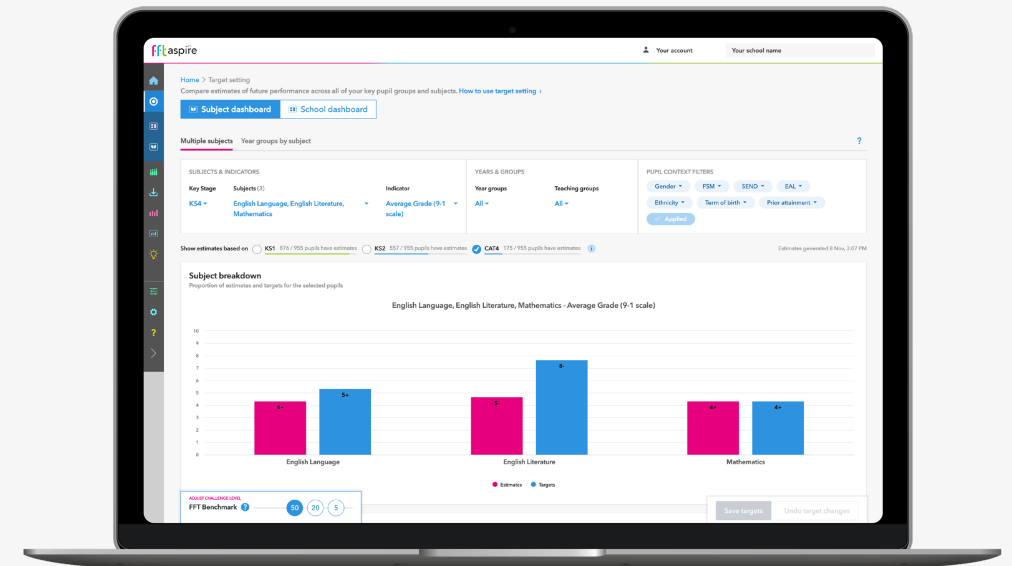 fft aspire
Your account
Your school name
Home > Target setting
Compare estimates of future performance across all of your key pupil groups and subjects. How to use target setting ›
Subject dashboard
School dashboard
Multiple subjects
Year groups by subject
?
SUBJECTS & INDICATORS
Key Stage
Subjects (3)
Indicator
KS4
English Language, English Literature,
Mathematics
Average Grade (9-1
scale)
YEARS & GROUPS
Year groups
Teaching groups
All
All
PUPIL CONTEXT FILTERS
Gender
FSM
SEND
EAL
Ethnicity
Term of birth
Prior attainment
Applied
Show estimates based on
KS1 876 / 955 pupils have estimates
KS2 557 / 955 pupils have estimates
CAT4 175 / 955 pupils have estimates
i
Estimates generated 8 Nov, 3:07 PM
Subject breakdown
Proportion of estimates and targets for the selected pupils
English Language, English Literature, Mathematics - Average Grade (9-1 scale)
10
9
8
7
6
5
4
3
2
1
0
4+
5+
5-
8-
4+
4+
English Language
English Literature
Mathematics
Estimates
Targets
ADJUST CHALLENGE LEVEL
FFT Benchmark ?
50
20
5
Save targets
Undo target changes
?